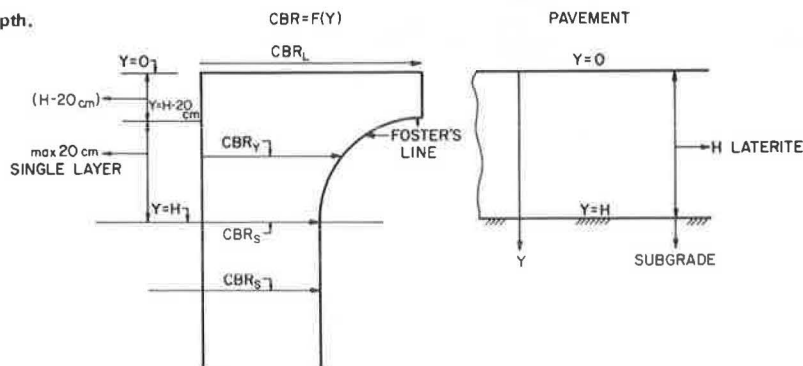 pth.
CBR=F(Y)
PAVEMENT
CBR_L
Y=0
Y=0
(H-20cm)
Y=H-20
cm
FOSTER'S
LINE
CBR_Y
H LATERITE
max 20 cm
SINGLE LAYER
Y=H
Y=H
CBR_S
Y
SUBGRADE
CBR_S